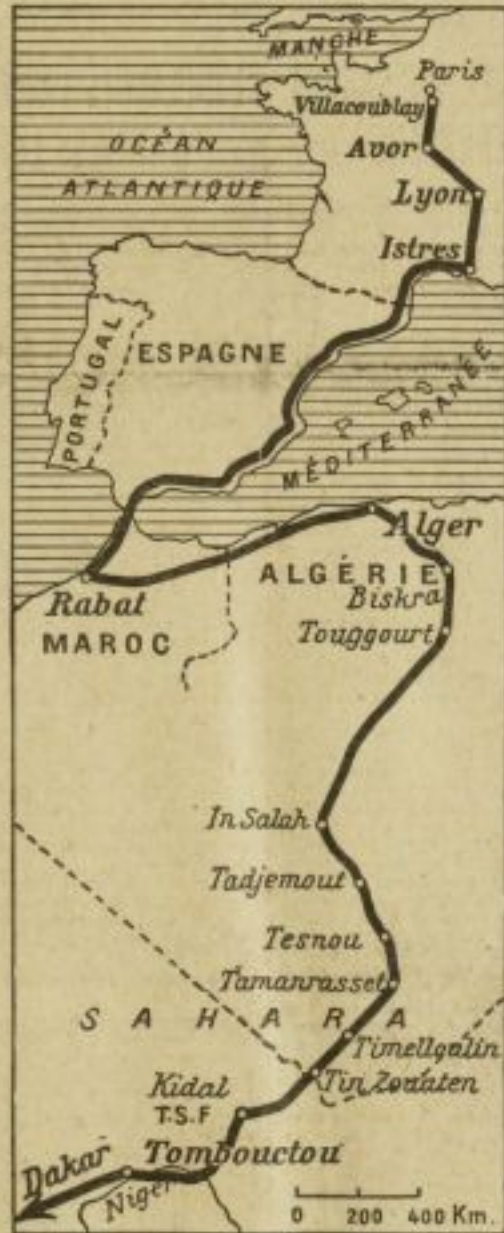 MANCHE
Paris
Villacoublay
OCÉAN
ATLANTIQUE
Avor
Lyon
Istres
PORTUGAL
ESPAGNE
MÉDITERRANÉE
Alger
ALGÉRIE
Rabat
Biskra
MAROC
Touggourt
In Salah
Tadjemout
Tesnou
Tamanrasset
SAHARA
Timellgalin
Tin Zouaten
Kidal
T.S.F
Tombouctou
Dakar
Niger
0 200 400 Km.